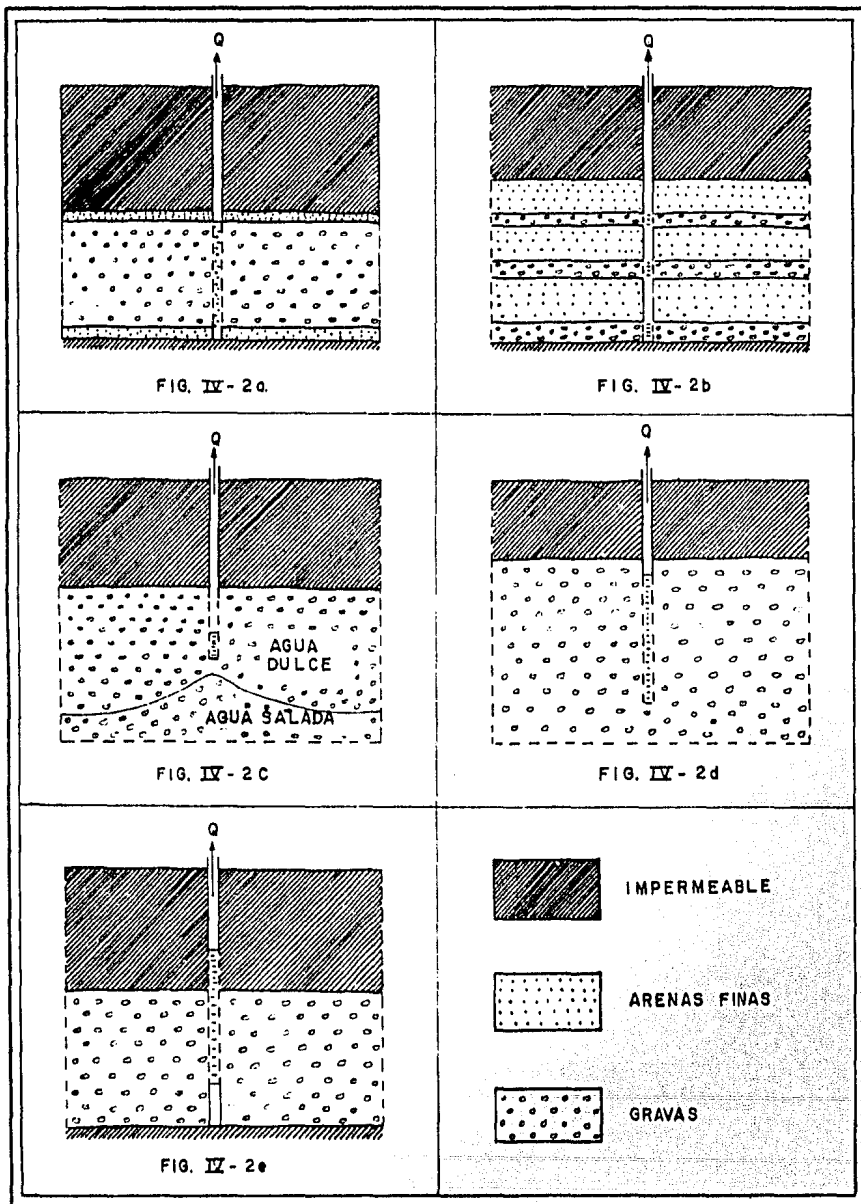 Q
Q
FIG. IV-2a.
FIG. IV-2b
Q
Q
AGUA
DULCE
AGUA SALADA
FIG. IV-2C
FIG. IV-2d
Q
IMPERMEABLE
ARENAS FINAS
GRAVAS
FIG. IV-2e